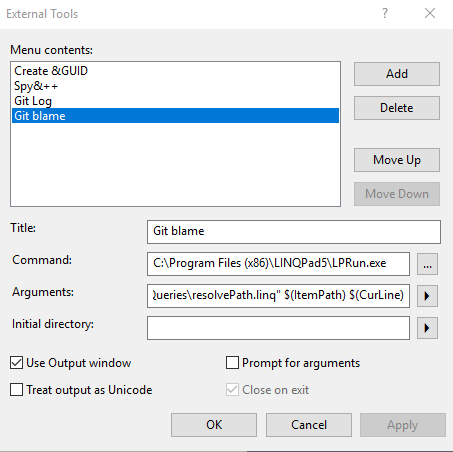 External Tools
? ×
Menu contents:
Create &GUID
Spy&++
Git Log
Git blame
Add
Delete
Move Up
Move Down
Title:
Git blame
Command:
C:\Program Files (x86)\LINQPad5\LPRun.exe
...
Arguments:
Queries\resolvePath.linq" $(ItemPath) $(CurLine)
Initial directory:
Use Output window
Prompt for arguments
Treat output as Unicode
Close on exit
OK
Cancel
Apply